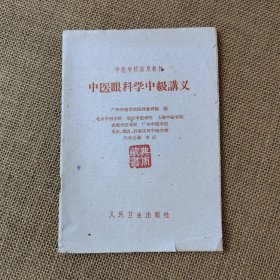 中医学校试用教材
中医眼科学中級講义
广州中医学院眼科教研組 編
北京中医学院 南京中医学院 上海中医学院
成都中医学院 广州中医学院
人民卫生出版社